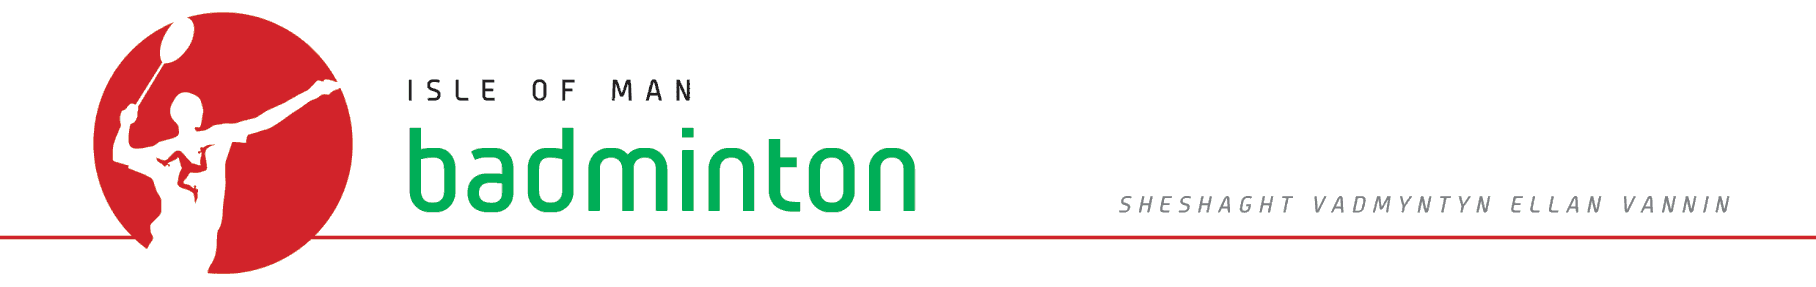 ISLE OF MAN
badminton
SHESHAGHT VADMYNTYN ELLAN VANNIN